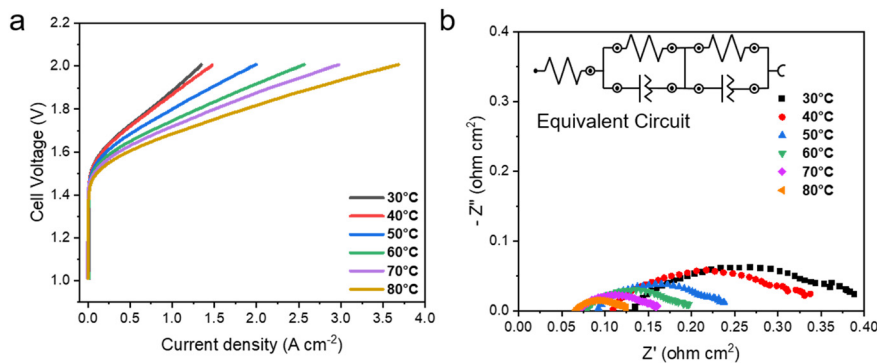 a
2.2
2.0
1.8
1.6
1.4
1.2
1.0
Cell Voltage (V)
30°C
40°C
50°C
60°C
70°C
80°C
0.0 0.5 1.0 1.5 2.0 2.5 3.0 3.5 4.0
Current density (A cm⁻²)
b
0.4
0.3
0.2
0.1
0.0
- Z" (ohm cm²)
Equivalent Circuit
30°C
40°C
50°C
60°C
70°C
80°C
0.00 0.05 0.10 0.15 0.20 0.25 0.30 0.35 0.40
Z' (ohm cm²)